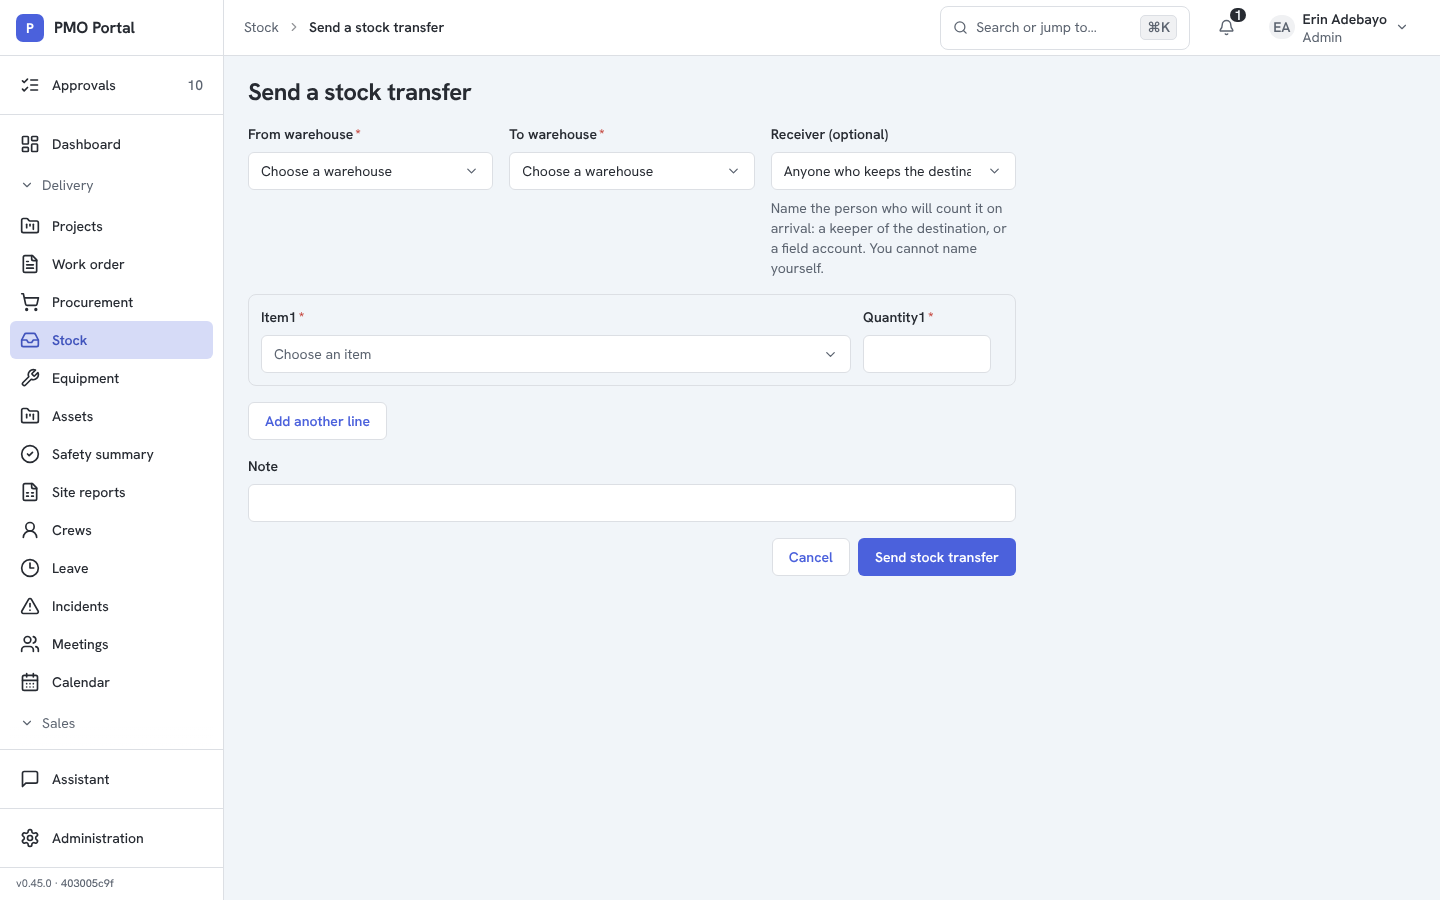 P PMO Portal
Stock > Send a stock transfer
Search or jump to...
⌘K
1
EA
Erin Adebayo
Admin
Approvals 10
Dashboard
Delivery
Projects
Work order
Procurement
Stock
Equipment
Assets
Safety summary
Site reports
Crews
Leave
Incidents
Meetings
Calendar
Sales
Assistant
Administration
v0.45.0 · 403005c9f
Send a stock transfer
From warehouse*
Choose a warehouse
To warehouse*
Choose a warehouse
Receiver (optional)
Anyone who keeps the destina
Name the person who will count it on
arrival: a keeper of the destination, or
a field account. You cannot name
yourself.
Item1*
Choose an item
Quantity1*
Add another line
Note
Cancel
Send stock transfer